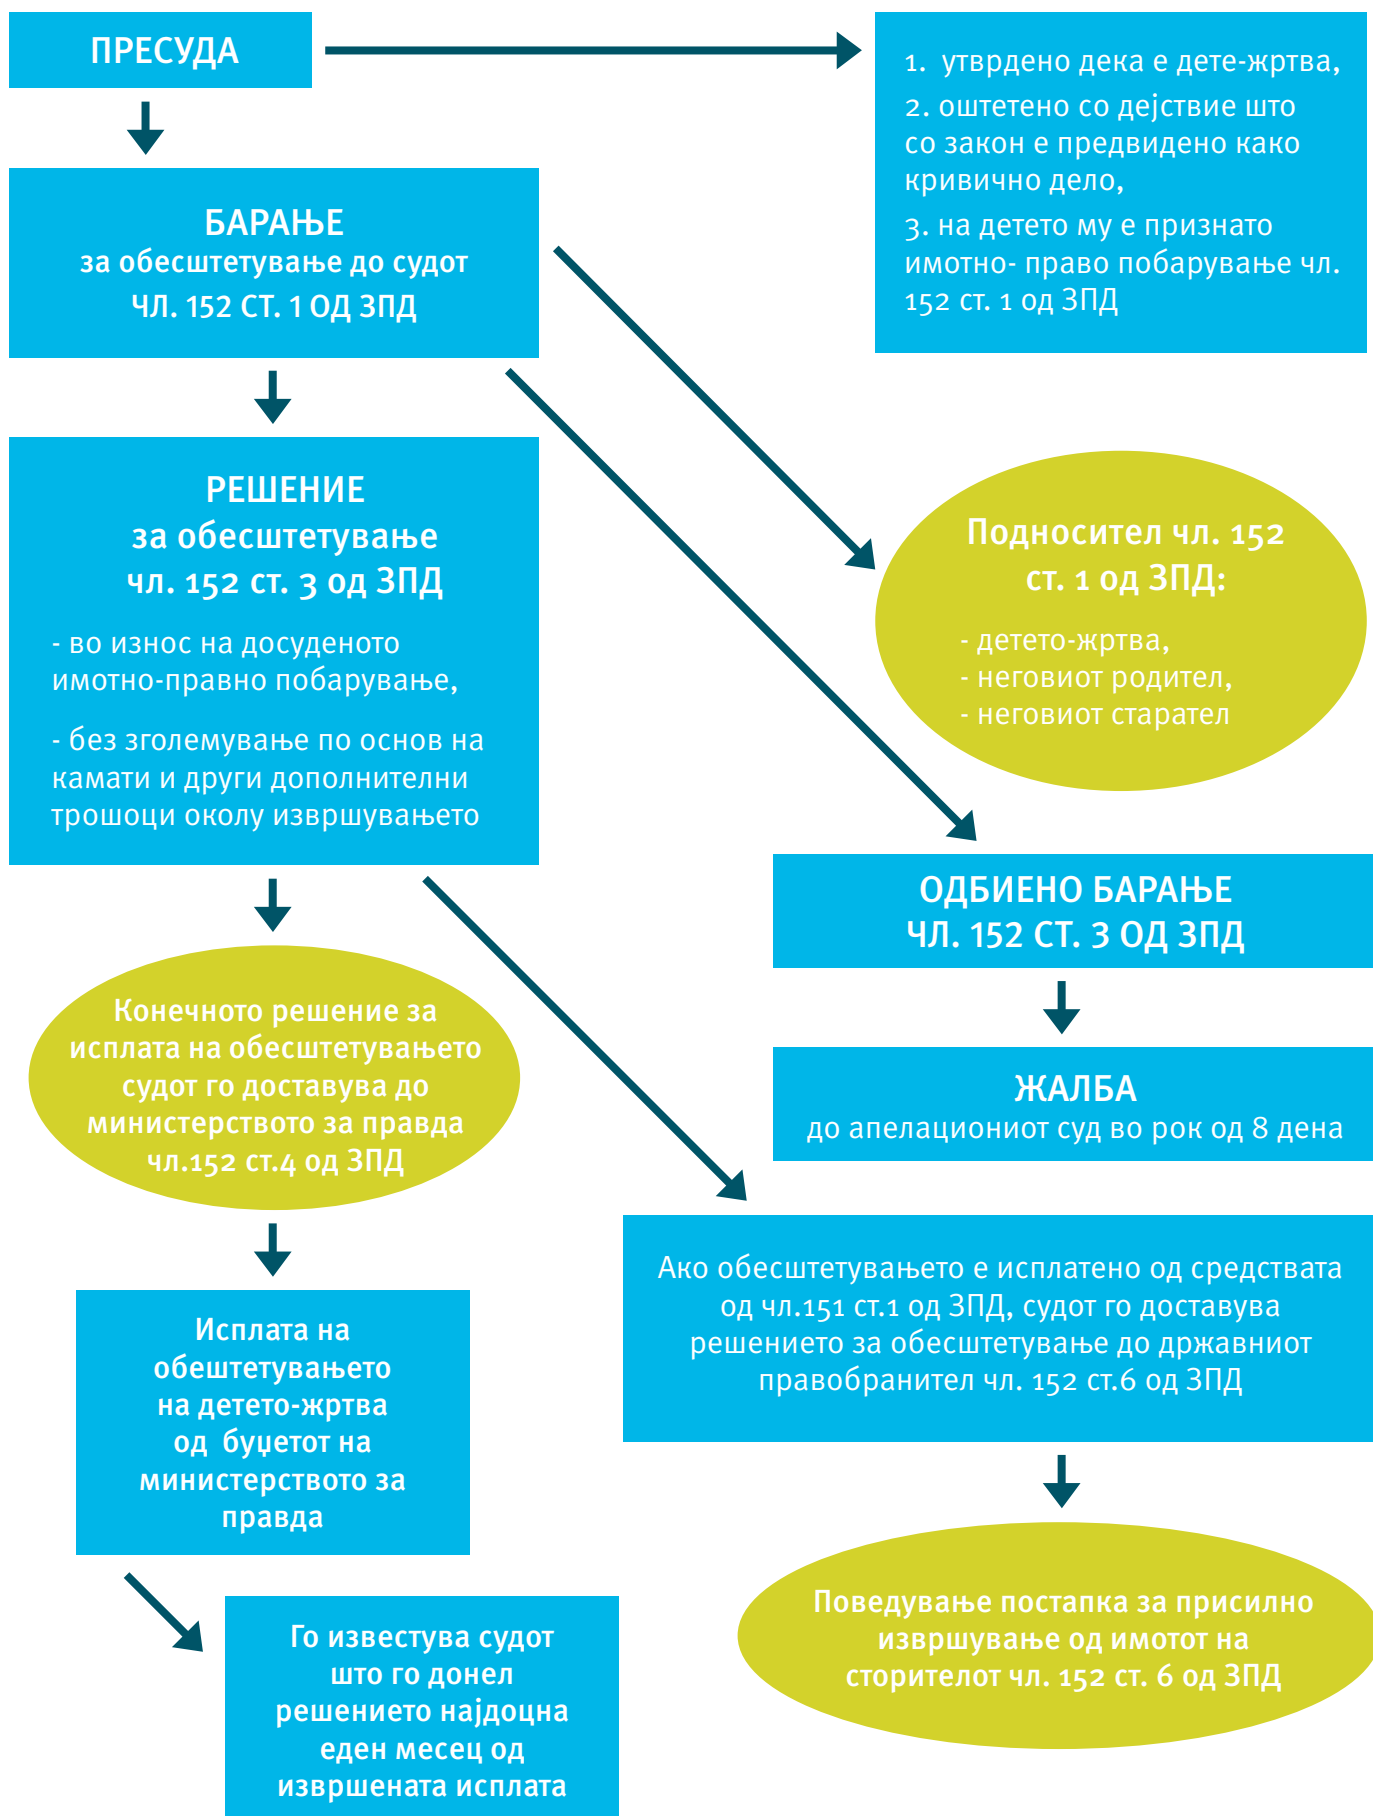 ПРЕСУДА
1. утврдено дека е дете-жртва,
2. оштетено со дејствие што
со закон е предвидено како
кривично дело,
3. на детето му е признато
имотно- право побарување чл.
152 ст. 1 од ЗПД
БАРАЊЕ
за обесштетување до судот
ЧЛ. 152 СТ. 1 ОД ЗПД
РЕШЕНИЕ
за обесштетување
чл. 152 ст. 3 од ЗПД
- во износ на досуденото
имотно-правно побарување,
- без зголемување по основ на
камати и други дополнителни
трошоци околу извршувањето
Подносител чл. 152
ст. 1 од ЗПД:
- детето-жртва,
- неговиот родител,
- неговиот старател
ОДБИЕНО БАРАЊЕ
ЧЛ. 152 СТ. 3 ОД ЗПД
ЖАЛБА
до апелациониот суд во рок од 8 дена
Конечното решение за
исплата на обесштетувањето
судот го доставува до
министерството за правда
чл.152 ст.4 од ЗПД
Ако обесштетувањето е исплатено од средствата
од чл.151 ст.1 од ЗПД, судот го доставува
решението за обесштетување до државниот
правобранител чл. 152 ст.6 од ЗПД
Исплата на
обештетувањето
на детето-жртва
од буџетот на
министерството за
правда
Поведување постапка за присилно
извршување од имотот на
сторителот чл. 152 ст. 6 од ЗПД
Го известува судот
што го донел
решението најдоцна
еден месец од
извршената исплата